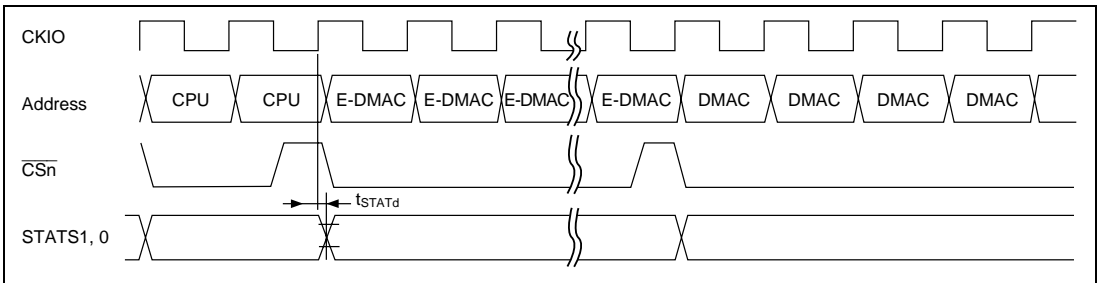 CKIO
Address CPU CPU E-DMAC E-DMAC E-DMAC E-DMAC DMAC DMAC DMAC DMAC
CSn
tSTATd
STATS1, 0